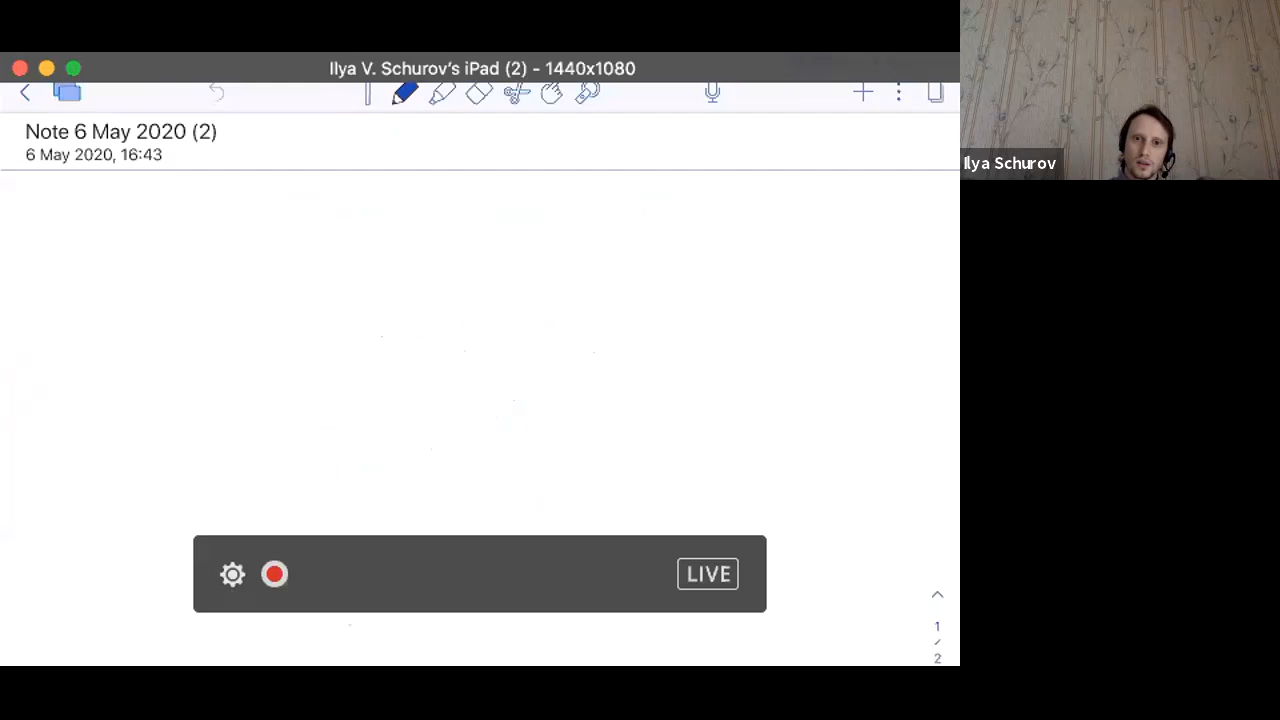 Ilya V. Schurov's iPad (2) - 1440x1080
Note 6 May 2020 (2)
6 May 2020, 16:43
Ilya Schurov
LIVE
1
/
2